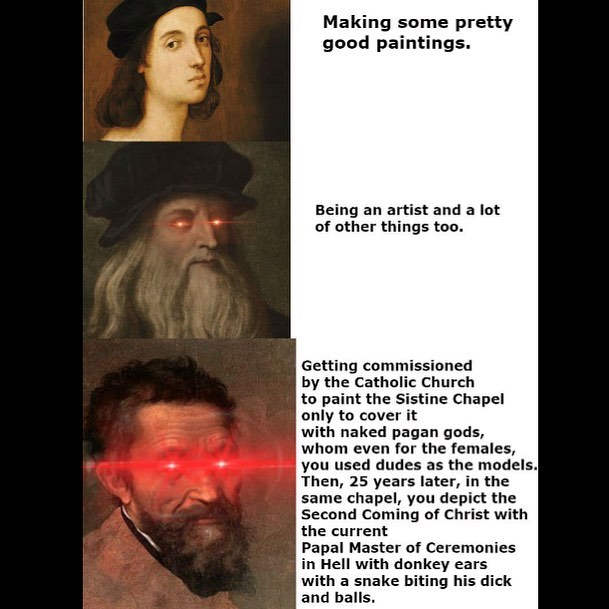 Making some pretty
good paintings.
Being an artist and a lot
of other things too.
Getting commissioned
by the Catholic Church
to paint the Sistine Chapel
only to cover it
with naked pagan gods,
whom even for the females,
you used dudes as the models.
Then, 25 years later, in the
same chapel, you depict the
Second Coming of Christ with
the current
Papal Master of Ceremonies
in Hell with donkey ears
with a snake biting his dick
and balls.